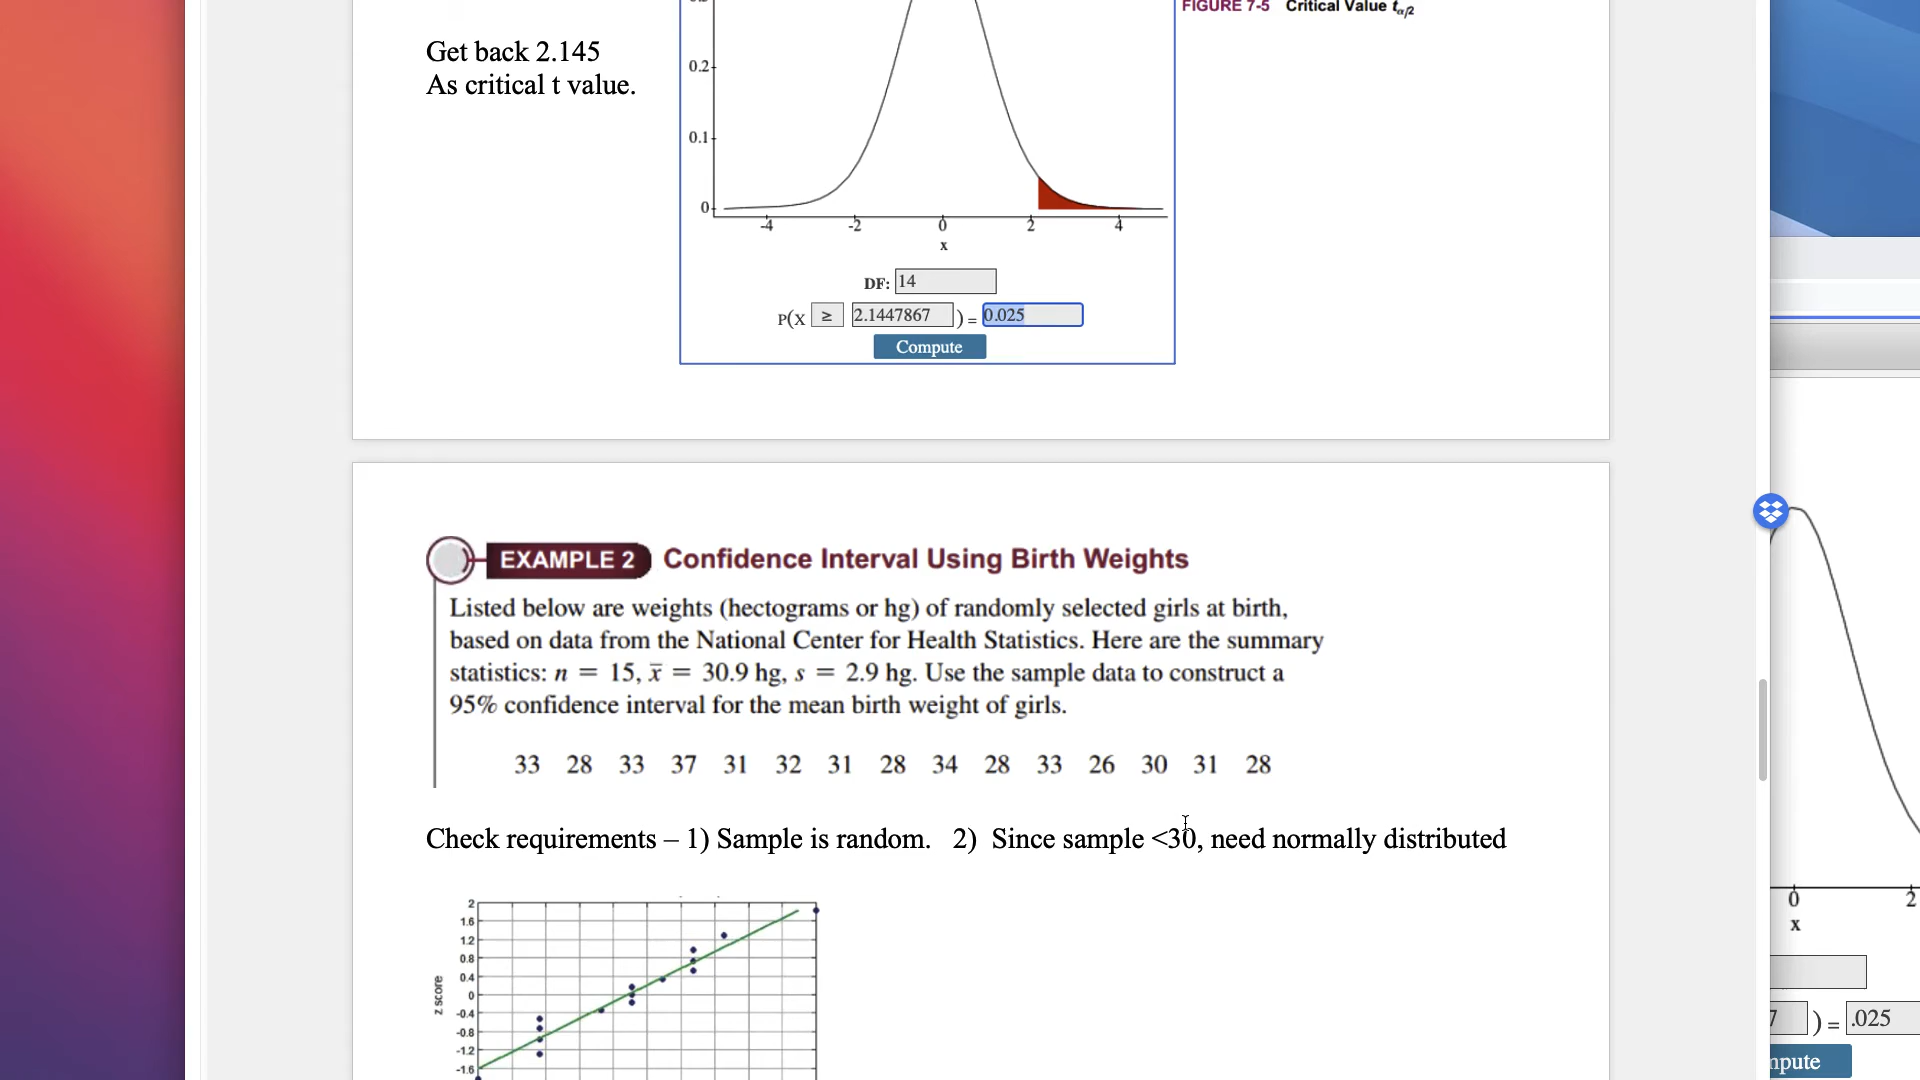 FIGURE 7-5 Critical Value tα/2
Get back 2.145
As critical t value.
0.2
0.1
0
-4 -2 0 2 4
x
DF: 14
P(X ≥ 2.1447867 ) = 0.025
Compute
EXAMPLE 2 Confidence Interval Using Birth Weights
Listed below are weights (hectograms or hg) of randomly selected girls at birth,
based on data from the National Center for Health Statistics. Here are the summary
statistics: n = 15, x̄ = 30.9 hg, s = 2.9 hg. Use the sample data to construct a
95% confidence interval for the mean birth weight of girls.
33 28 33 37 31 32 31 28 34 28 33 26 30 31 28
Check requirements – 1) Sample is random. 2) Since sample <30, need normally distributed
2
1.6
1.2
0.8
0.4
0
-0.4
-0.8
-1.2
-1.6
z score
0 2
x
7 ) = .025
mpute